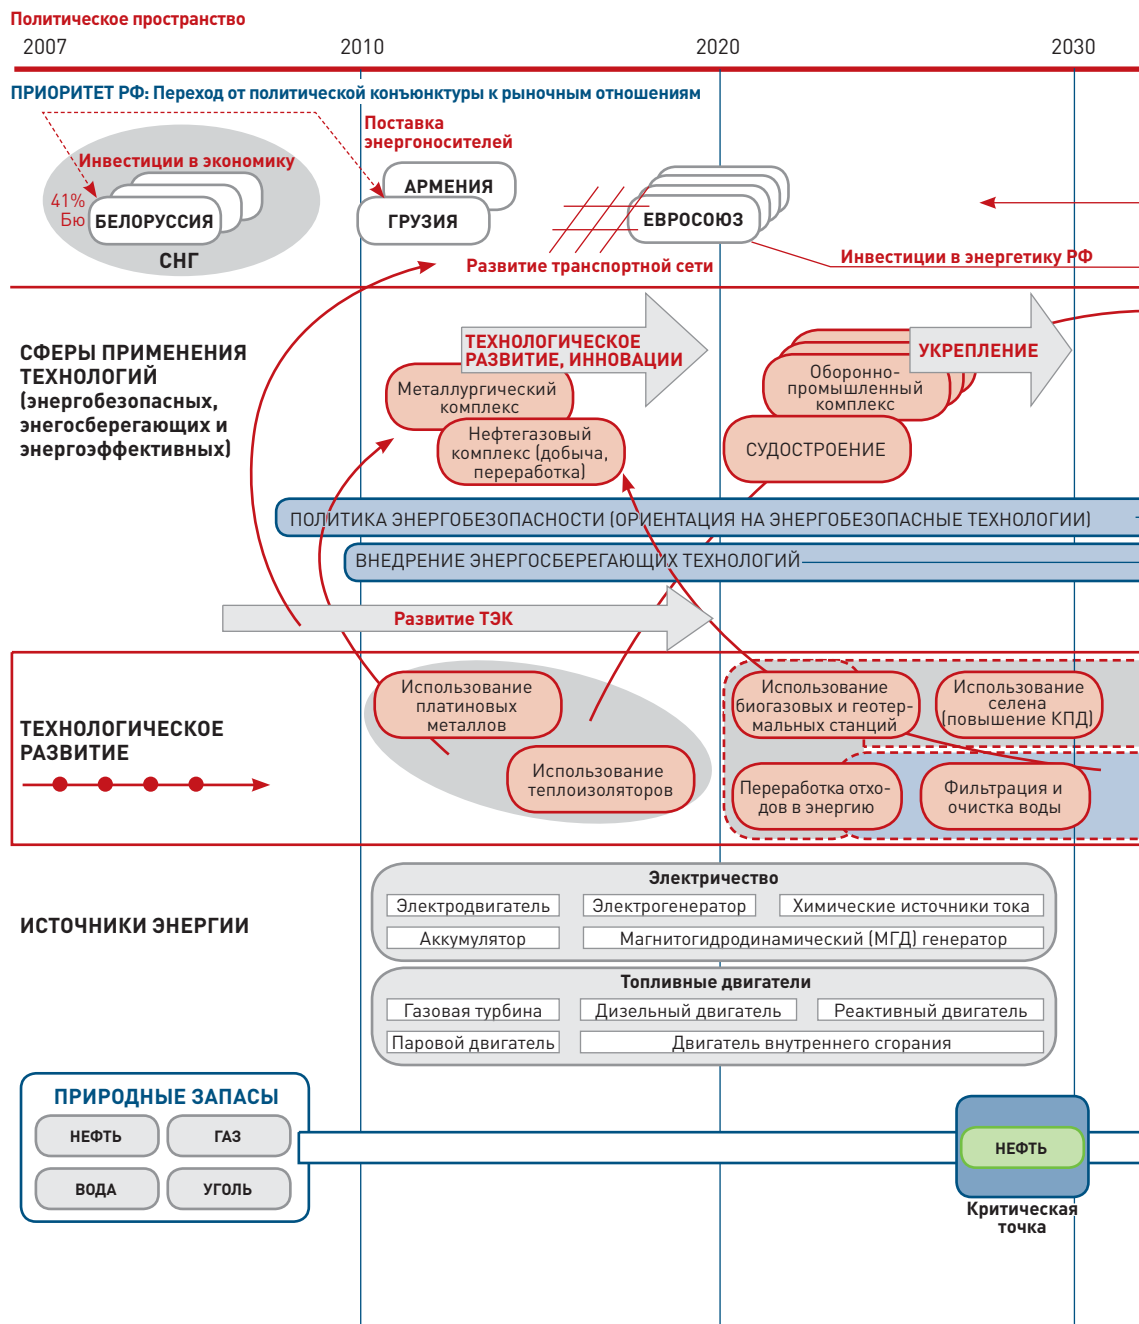 Политическое пространство
2007
2010
2020
2030
ПРИОРИТЕТ РФ: Переход от политической конъюнктуры к рыночным отношениям
Поставка
энергоносителей
Инвестиции в экономику
41%
Бю
БЕЛОРУССИЯ
СНГ
АРМЕНИЯ
ГРУЗИЯ
ЕВРОСОЮЗ
Развитие транспортной сети
Инвестиции в энергетику РФ
СФЕРЫ ПРИМЕНЕНИЯ
ТЕХНОЛОГИЙ
(энергобезопасных,
энегосберегающих и
энергоэффективных)
ТЕХНОЛОГИЧЕСКОЕ
РАЗВИТИЕ, ИННОВАЦИИ
УКРЕПЛЕНИЕ
Металлургический
комплекс
Нефтегазовый
комплекс (добыча,
переработка)
Оборонно-
промышленный
комплекс
СУДОСТРОЕНИЕ
ПОЛИТИКА ЭНЕРГОБЕЗОПАСНОСТИ (ОРИЕНТАЦИЯ НА ЭНЕРГОБЕЗОПАСНЫЕ ТЕХНОЛОГИИ)
ВНЕДРЕНИЕ ЭНЕРГОСБЕРЕГАЮЩИХ ТЕХНОЛОГИЙ
Развитие ТЭК
ТЕХНОЛОГИЧЕСКОЕ
РАЗВИТИЕ
Использование
платиновых
металлов
Использование
теплоизоляторов
Использование
биогазовых и геотер-
мальных станций
Использование
селена
(повышение КПД)
Переработка отхо-
дов в энергию
Фильтрация и
очистка воды
ИСТОЧНИКИ ЭНЕРГИИ
Электричество
Электродвигатель
Электрогенератор
Химические источники тока
Аккумулятор
Магнитогидродинамический (МГД) генератор
Топливные двигатели
Газовая турбина
Дизельный двигатель
Реактивный двигатель
Паровой двигатель
Двигатель внутреннего сгорания
ПРИРОДНЫЕ ЗАПАСЫ
НЕФТЬ
ГАЗ
ВОДА
УГОЛЬ
НЕФТЬ
Критическая
точка